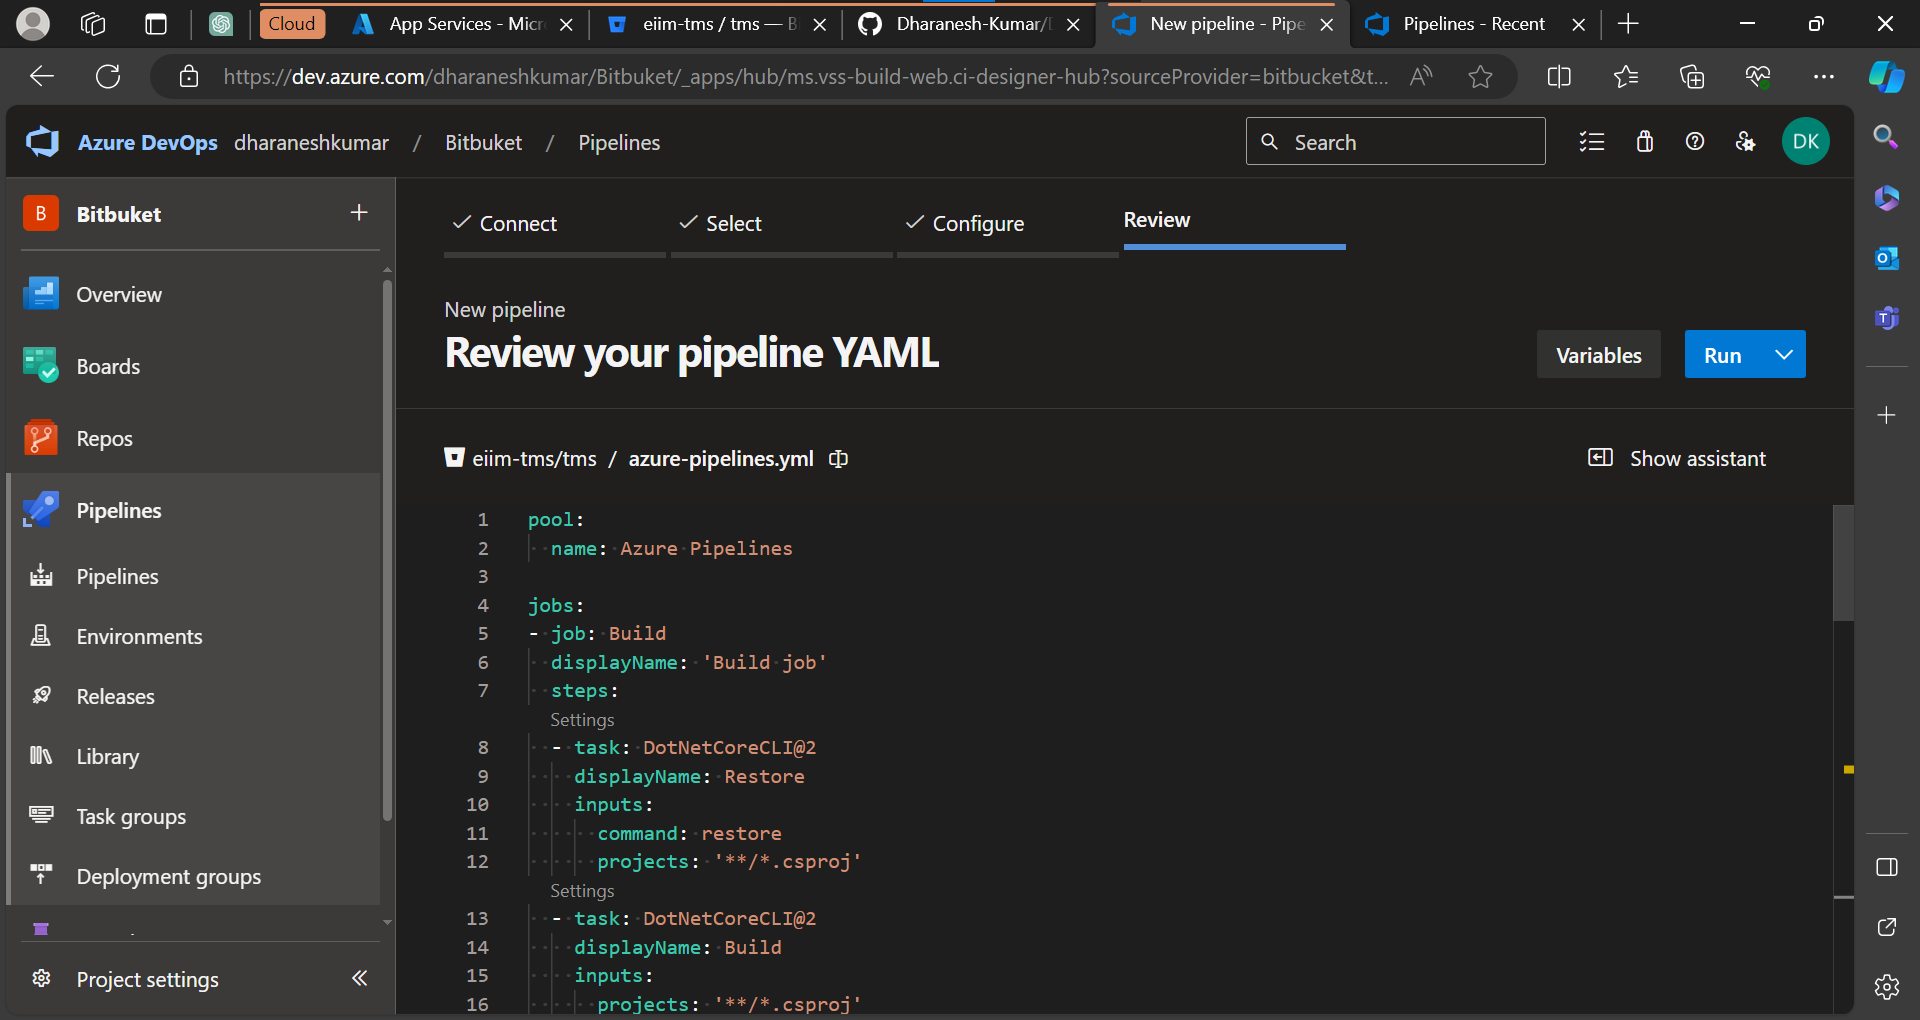 Cloud
App Services - Micr
eiim-tms / tms — B
Dharanesh-Kumar/
New pipeline - Pipe
Pipelines - Recent
https://dev.azure.com/dharaneshkumar/Bitbuket/_apps/hub/ms.vss-build-web.ci-designer-hub?sourceProvider=bitbucket&t...
Azure DevOps dharaneshkumar / Bitbuket / Pipelines
Search
DK
B Bitbuket
Overview
Boards
Repos
Pipelines
Pipelines
Environments
Releases
Library
Task groups
Deployment groups
Project settings
Connect
Select
Configure
Review
New pipeline
Review your pipeline YAML
Variables
Run
eiim-tms/tms / azure-pipelines.yml
Show assistant
1 pool:
2 name: Azure Pipelines
3
4 jobs:
5 - job: Build
6 displayName: 'Build job'
7 steps:
Settings
8 - task: DotNetCoreCLI@2
9 displayName: Restore
10 inputs:
11 command: restore
12 projects: '**/*.csproj'
Settings
13 - task: DotNetCoreCLI@2
14 displayName: Build
15 inputs:
16 projects: '**/*.csproj'